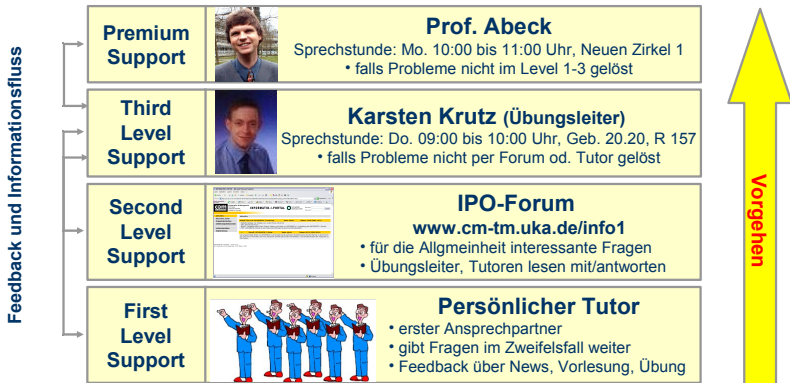 Feedback und Informationsfluss
Premium
Support
Prof. Abeck
Sprechstunde: Mo. 10:00 bis 11:00 Uhr, Neuen Zirkel 1
• falls Probleme nicht im Level 1-3 gelöst
Third
Level
Support
Karsten Krutz (Übungsleiter)
Sprechstunde: Do. 09:00 bis 10:00 Uhr, Geb. 20.20, R 157
• falls Probleme nicht per Forum od. Tutor gelöst
Second
Level
Support
INFORMATIK I-PORTAL
IPO-Forum
www.cm-tm.uka.de/info1
• für die Allgmeinheit interessante Fragen
• Übungsleiter, Tutoren lesen mit/antworten
First
Level
Support
Persönlicher Tutor
• erster Ansprechpartner
• gibt Fragen im Zweifelsfall weiter
• Feedback über News, Vorlesung, Übung
Vorgehen